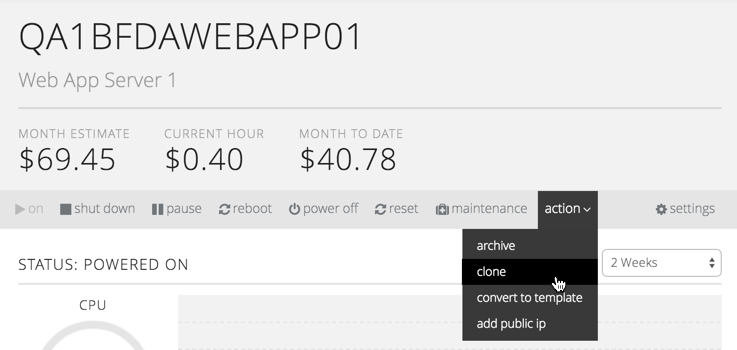 QA1BFDAWEBAPP01
Web App Server 1
MONTH ESTIMATE CURRENT HOUR MONTH TO DATE
$69.45 $0.40 $40.78
on shut down pause reboot power off reset maintenance action settings
archive
STATUS: POWERED ON clone 2 Weeks
convert to template
CPU add public ip